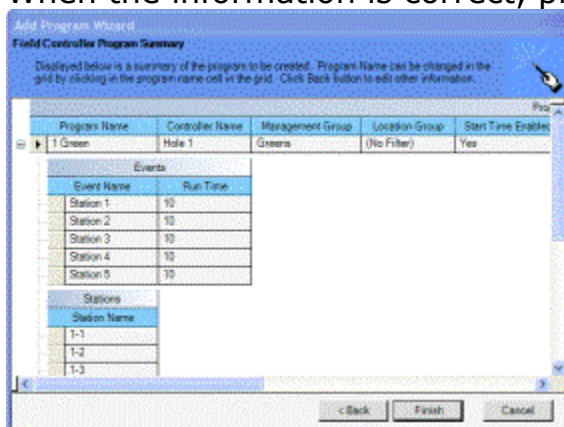 When the information is correct, p
Add Program Wizard
Field Controller Program Summary
Displayed below is a summary of the program to be created. Program Name can be changed in the
grid by clicking in the program name cell in the grid. Click Back button to edit other information.
Prog
Program Name Controller Name Management Group Location Group Start Time Enabled
1 Green Hole 1 Greens (No Filter) Yes
Events
Event Name Run Time
Station 1 10
Station 2 10
Station 3 10
Station 4 10
Station 5 10
Stations
Station Name
1-1
1-2
1-3
< Back Finish Cancel